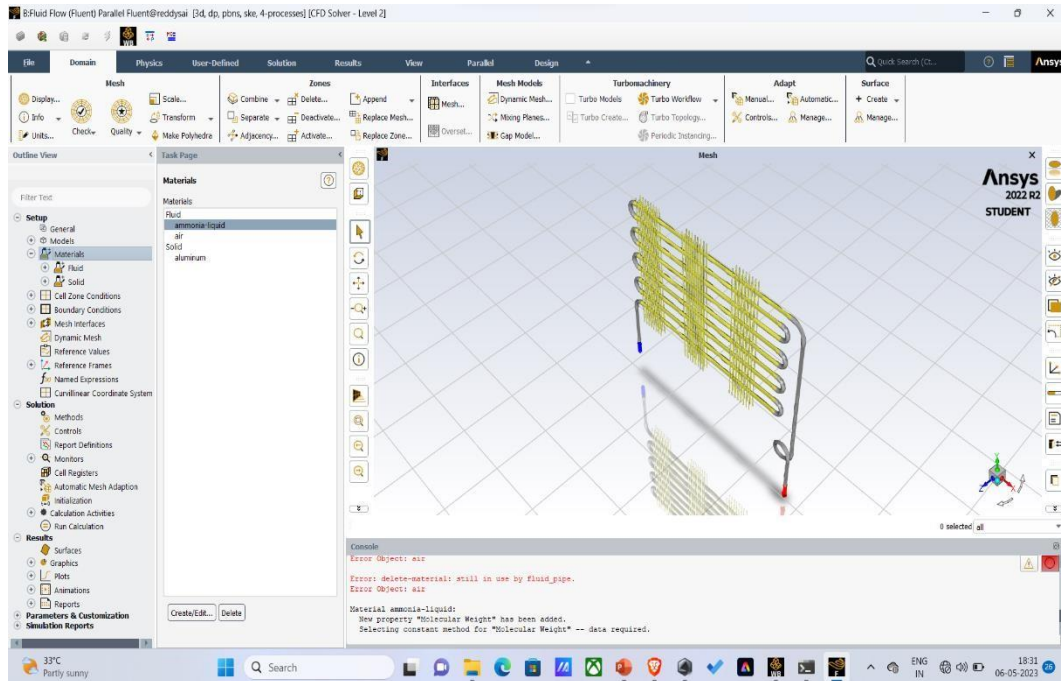 B:Fluid Flow (Fluent) Parallel Fluent@reddysai [3d, dp, pbns, ske, 4-processes] [CFD Solver - Level 2]
File Domain Physics User-Defined Solution Results View Parallel Design Quick Search (Ct... Ansys
Mesh Zones Interfaces Mesh Models Turbomachinery Adapt Surface
Display... Scale... Combine Delete... Append Mesh... Dynamic Mesh... Turbo Models Turbo Workflow Manual... Automatic... + Create
Info Check Quality Transform Separate Deactivate... Replace Mesh... Mixing Planes... Turbo Create... Turbo Topology... Controls... Manage... Manage...
Units... Make Polyhedra Adjacency... Activate... Replace Zone... Overset... Gap Model... Periodic Instancing...
Outline View
Filter Text
Setup
General
Models
Materials
Fluid
Solid
Cell Zone Conditions
Boundary Conditions
Mesh Interfaces
Dynamic Mesh
Reference Values
Reference Frames
Named Expressions
Curvilinear Coordinate System
Solution
Methods
Controls
Report Definitions
Monitors
Cell Registers
Automatic Mesh Adaption
Initialization
Calculation Activities
Run Calculation
Results
Surfaces
Graphics
Plots
Animations
Reports
Parameters & Customization
Simulation Reports
Task Page
Materials
Materials
Fluid
ammonia-liquid
air
Solid
aluminum
Create/Edit... Delete
Mesh
Ansys
2022 R2
STUDENT
0 selected all
Console
Error Object: air
Error: delete-material: still in use by fluid_pipe.
Error Object: air
Material ammonia-liquid:
New property "Molecular Weight" has been added.
Selecting constant method for "Molecular Weight" -- data required.
33°C
Partly sunny
Search
ENG
IN
18:31
06-05-2023
26